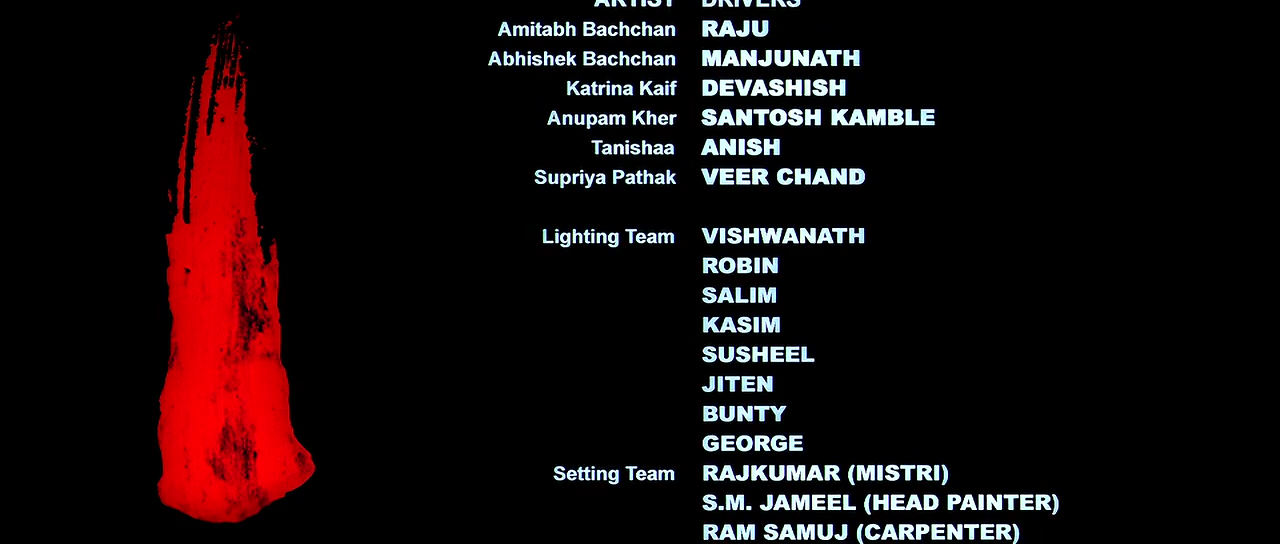 ARTIST DRIVERS
Amitabh Bachchan RAJU
Abhishek Bachchan MANJUNATH
Katrina Kaif DEVASHISH
Anupam Kher SANTOSH KAMBLE
Tanishaa ANISH
Supriya Pathak VEER CHAND
Lighting Team VISHWANATH
ROBIN
SALIM
KASIM
SUSHEEL
JITEN
BUNTY
GEORGE
Setting Team RAJKUMAR (MISTRI)
S.M. JAMEEL (HEAD PAINTER)
RAM SAMUJ (CARPENTER)